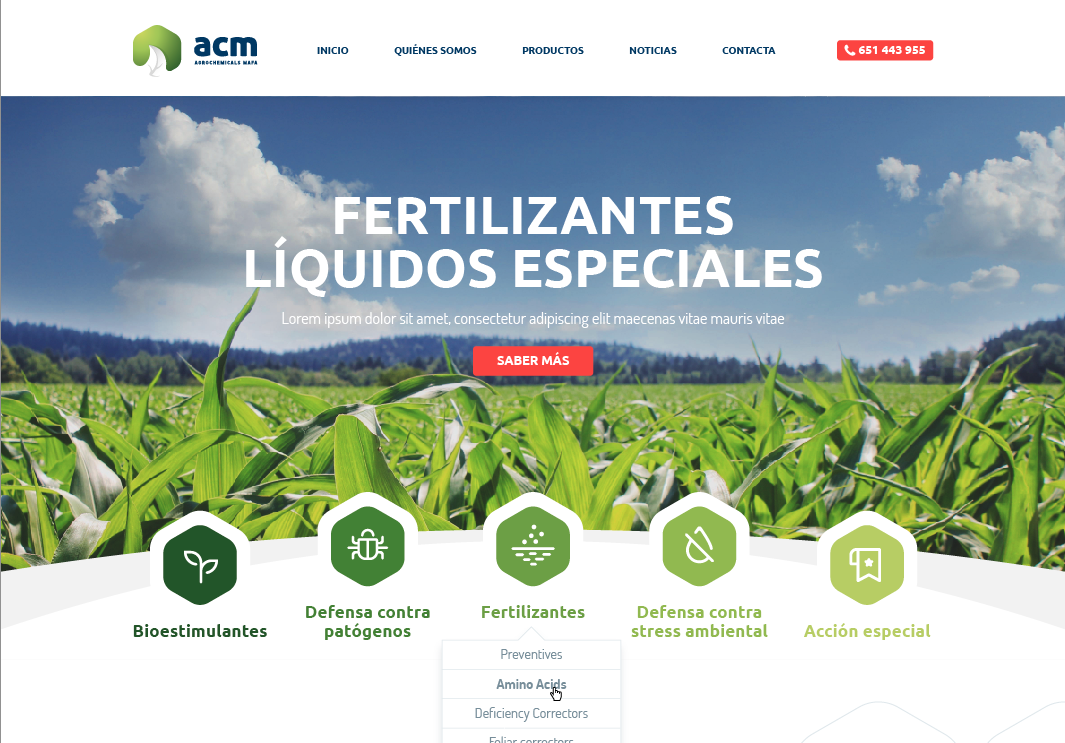 acm
AGROCHEMICALS MAFA
INICIO
QUIÉNES SOMOS
PRODUCTOS
NOTICIAS
CONTACTA
651 443 955
FERTILIZANTES
LÍQUIDOS ESPECIALES
Lorem ipsum dolor sit amet, consectetur adipiscing elit maecenas vitae mauris vitae
SABER MÁS
Bioestimulantes
Defensa contra
patógenos
Fertilizantes
Defensa contra
stress ambiental
Acción especial
Preventives
Amino Acids
Deficiency Correctors
Foliar correctors